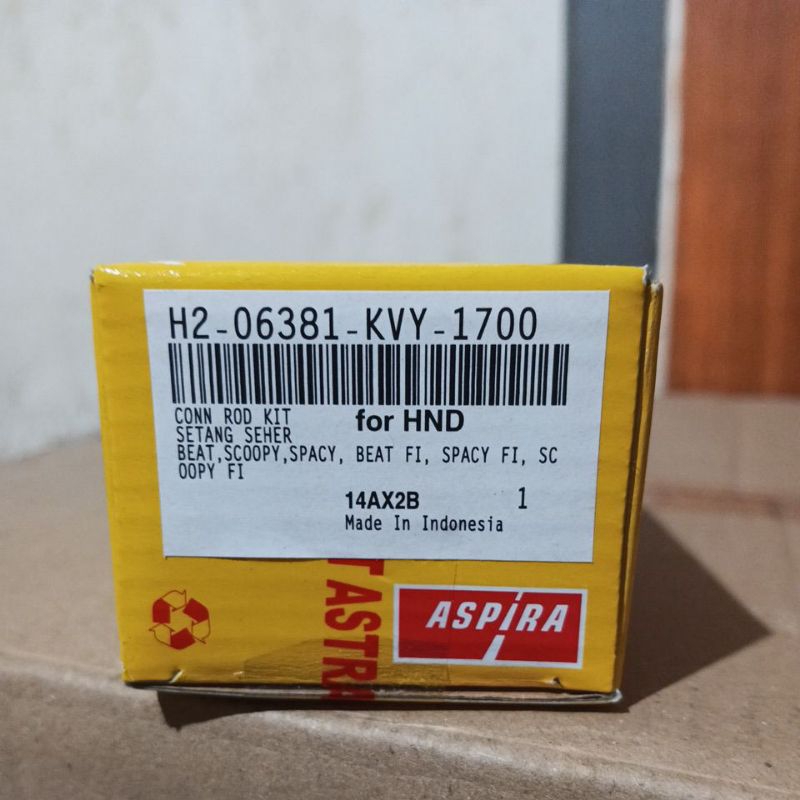 H2-06381-KVY-1700
CONN ROD KIT for HND
SETANG SEHER
BEAT,SCOOPY,SPACY, BEAT FI, SPACY FI, SC
OOPY FI
14AX2B 1
Made In Indonesia
T ASTRA
ASPIRA